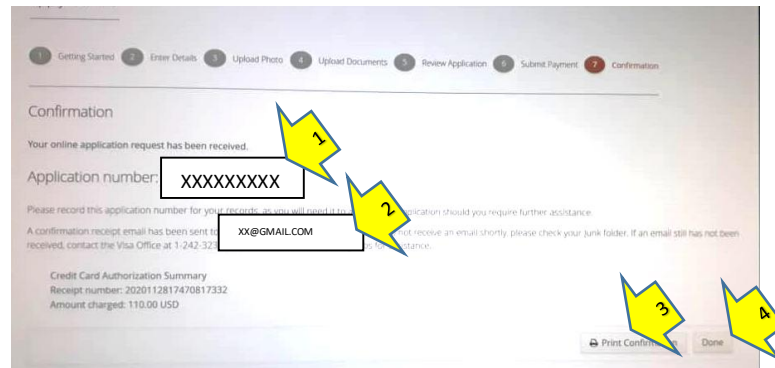 1 Getting Started 2 Enter Details 3 Upload Photo 4 Upload Documents 5 Review Application 6 Submit Payment 7 Confirmation
Confirmation
Your online application request has been received.
1
Application number: XXXXXXXXX
2
Please record this application number for your records, as you will need it to application should you require further assistance.
A confirmation receipt email has been sent to XX@GMAIL.COM not receive an email shortly please check your Junk folder. If an email still has not been
received, contact the Visa Office at 1-242-323 for assistance.
Credit Card Authorization Summary
Receipt number: 2020112817470817332
Amount charged: 110.00 USD
3
4
Print Confirmation Done